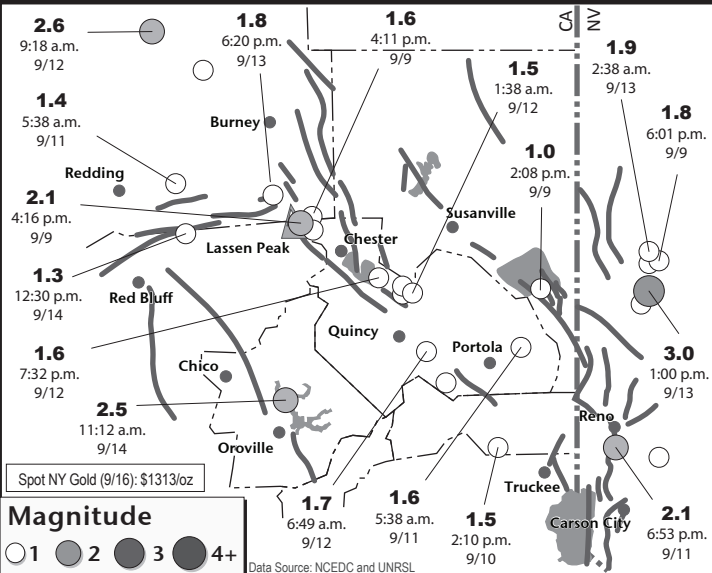 2.6
9:18 a.m.
9/12
1.8
6:20 p.m.
9/13
1.6
4:11 p.m.
9/9
CA
NV
1.9
2:38 a.m.
9/13
1.5
1:38 a.m.
9/12
1.8
6:01 p.m.
9/9
1.4
5:38 a.m.
9/11
Burney
1.0
2:08 p.m.
9/9
Redding
2.1
4:16 p.m.
9/9
Susanville
Lassen Peak
Chester
1.3
12:30 p.m.
9/14
Red Bluff
Quincy
Portola
3.0
1:00 p.m.
9/13
1.6
7:32 p.m.
9/12
Chico
2.5
11:12 a.m.
9/14
Reno
Oroville
Spot NY Gold (9/16): $1313/oz
Truckee
1.7
6:49 a.m.
9/12
1.6
5:38 a.m.
9/11
1.5
2:10 p.m.
9/10
Carson City
2.1
6:53 p.m.
9/11
Magnitude
1 2 3 4+
Data Source: NCEDC and UNRSL